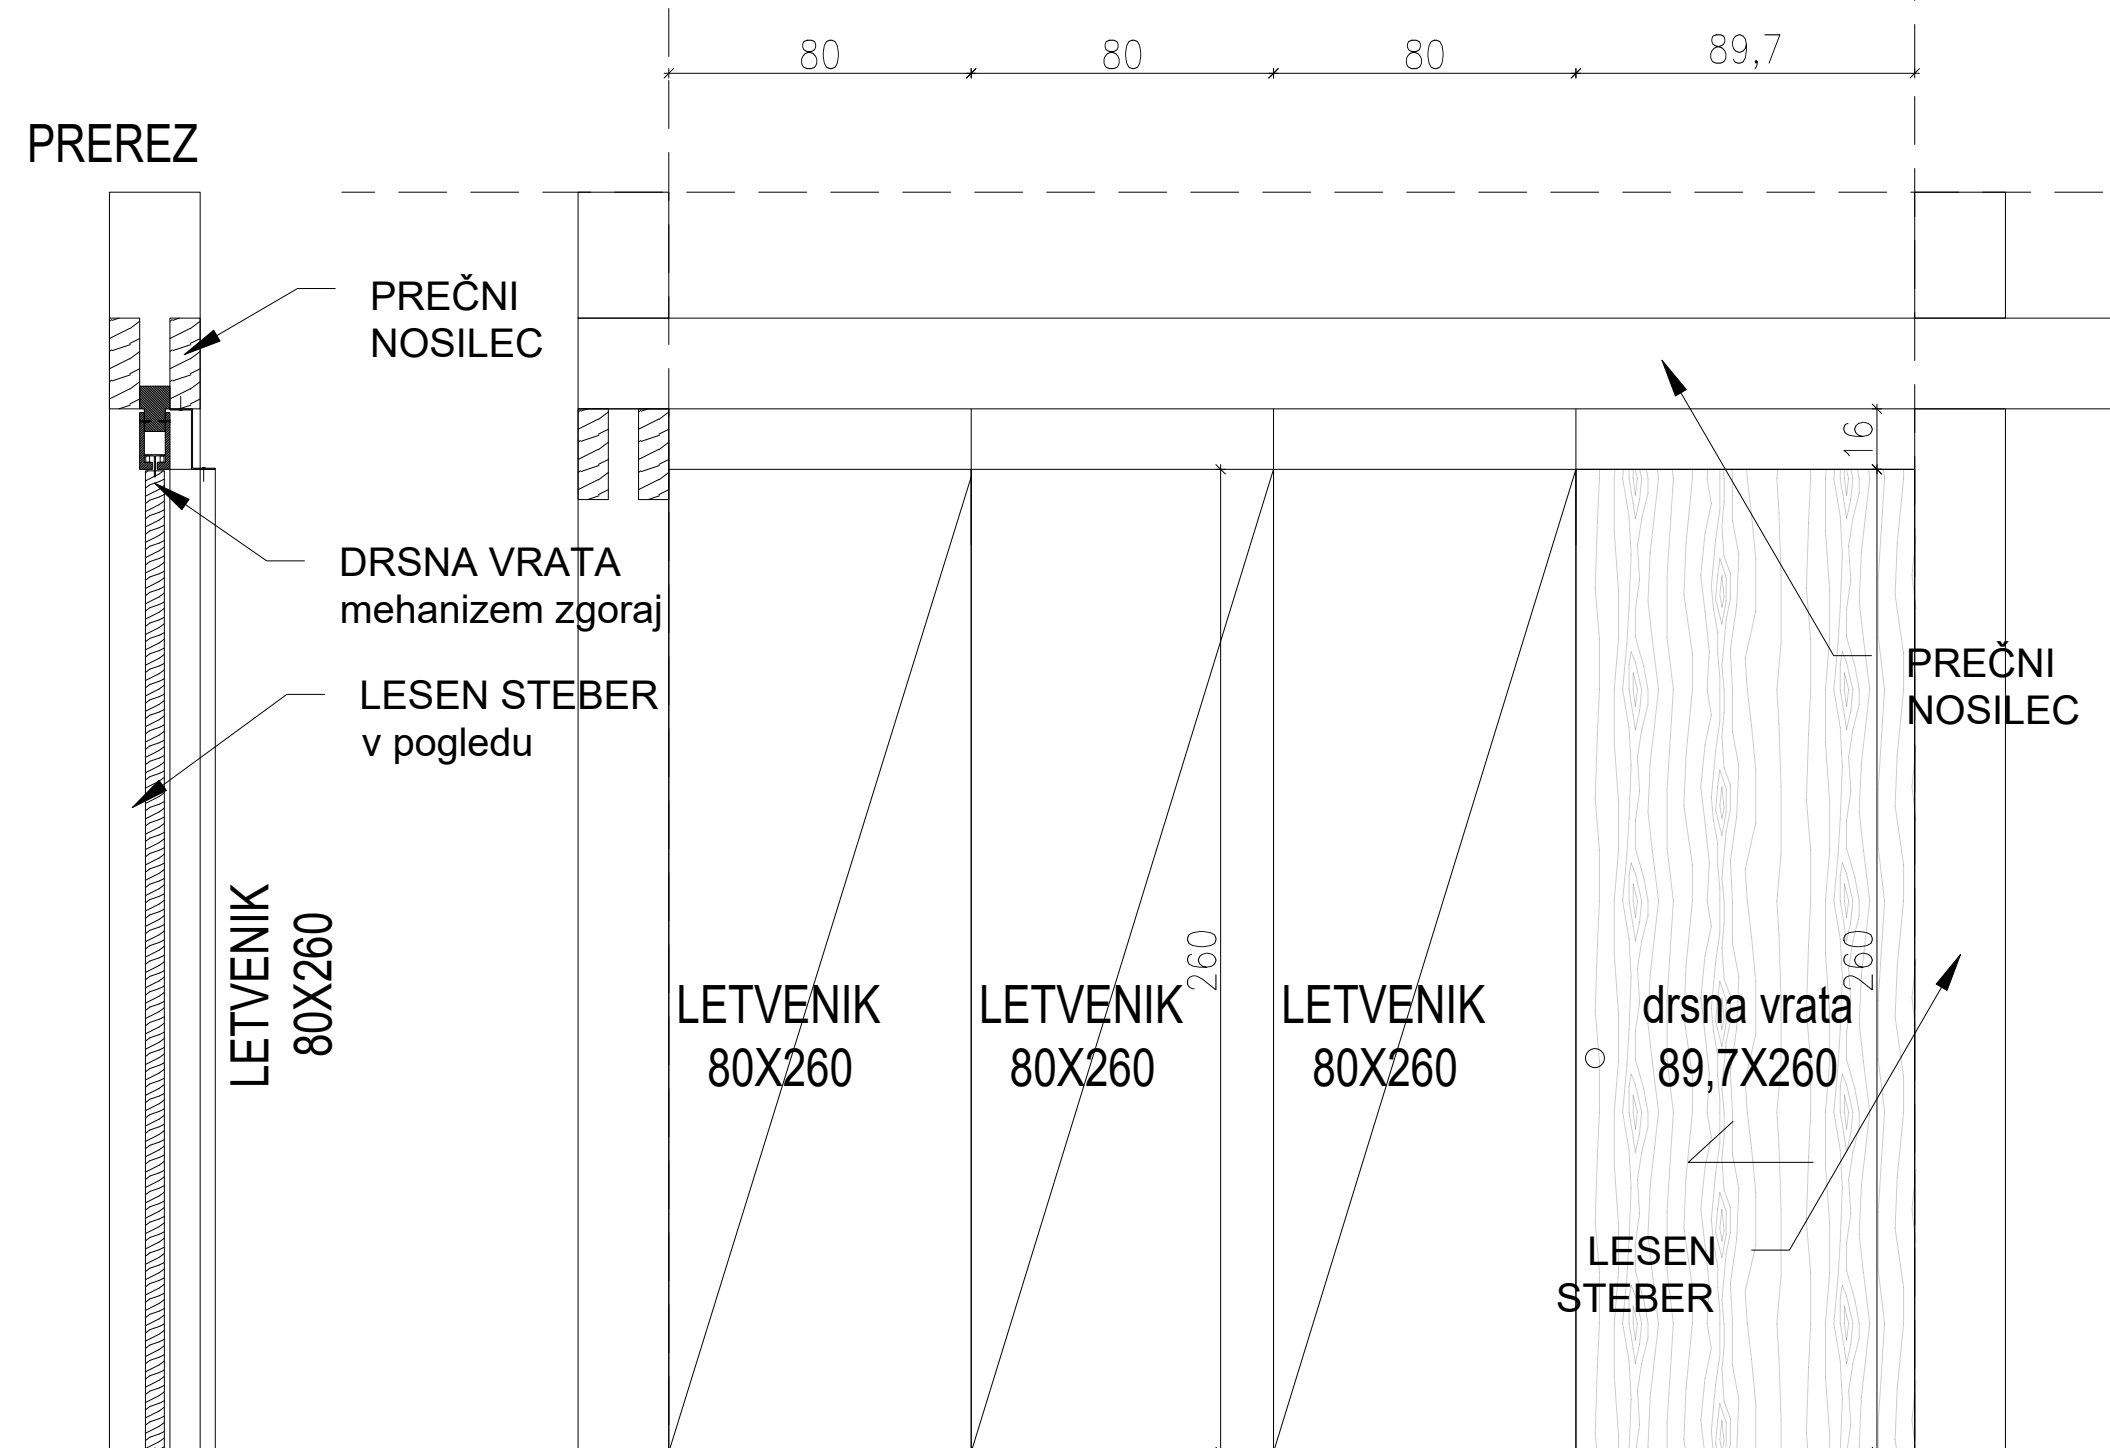 80
80
80
89,7
PREREZ
PREČNI
NOSILEC
16
DRSNA VRATA
mehanizem zgoraj
LESEN STEBER
v pogledu
PREČNI
NOSILEC
LETVENIK
80X260
260
260
LETVENIK
80X260
LETVENIK
80X260
LETVENIK
80X260
drsna vrata
89,7X260
LESEN
STEBER